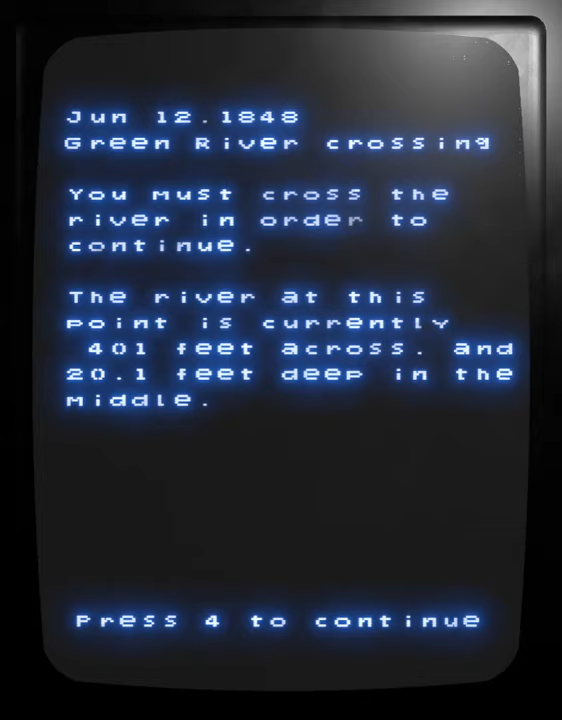 Jun 12.1848
Green River crossing
You must cross the
river in order to
continue.
The river at this
point is currently
401 feet across. and
20.1 feet deep in the
middle.
Press 4 to continue